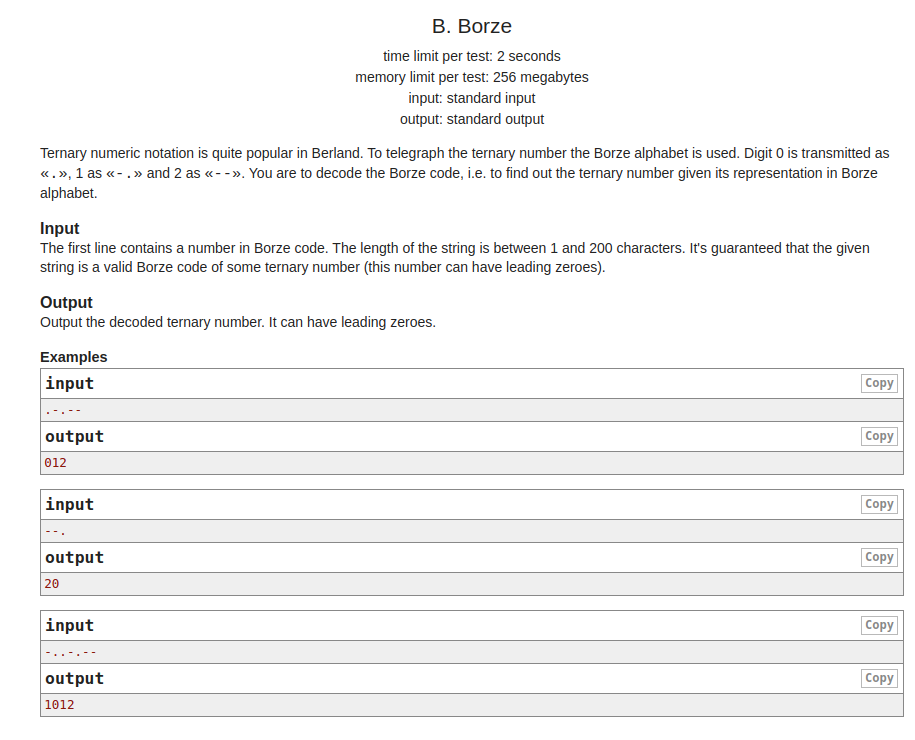 B. Borze
time limit per test: 2 seconds
memory limit per test: 256 megabytes
input: standard input
output: standard output
Ternary numeric notation is quite popular in Berland. To telegraph the ternary number the Borze alphabet is used. Digit 0 is transmitted as
«.», 1 as «-.» and 2 as «--». You are to decode the Borze code, i.e. to find out the ternary number given its representation in Borze
alphabet.
Input
The first line contains a number in Borze code. The length of the string is between 1 and 200 characters. It's guaranteed that the given
string is a valid Borze code of some ternary number (this number can have leading zeroes).
Output
Output the decoded ternary number. It can have leading zeroes.
Examples
input Copy
.-.--
output Copy
012
input Copy
--.
output Copy
20
input Copy
-..-.--
output Copy
1012